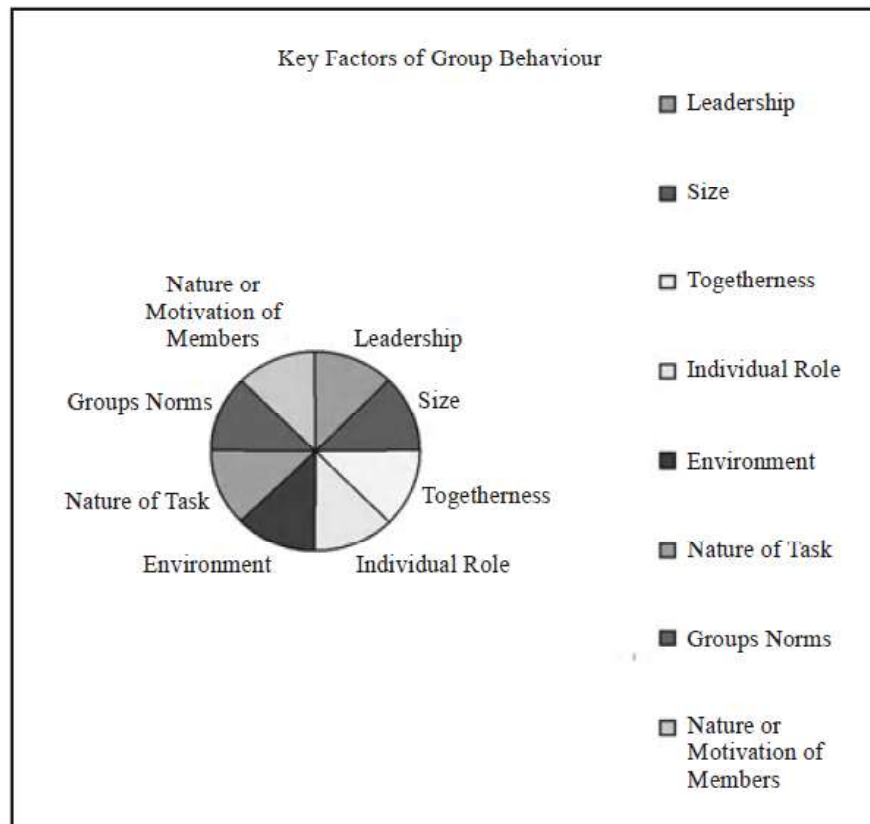 Key Factors of Group Behaviour
Leadership
Size
Togetherness
Individual Role
Environment
Nature of Task
Groups Norms
Nature or
Motivation of
Members
Nature or
Motivation of
Members
Leadership
Groups Norms
Size
Nature of Task
Togetherness
Environment
Individual Role